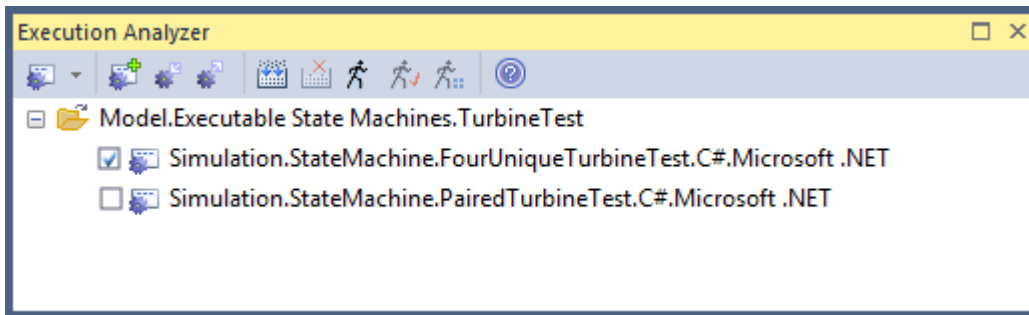 Execution Analyzer
Model.Executable State Machines.TurbineTest
Simulation.StateMachine.FourUniqueTurbineTest.C#.Microsoft .NET
Simulation.StateMachine.PairedTurbineTest.C#.Microsoft .NET